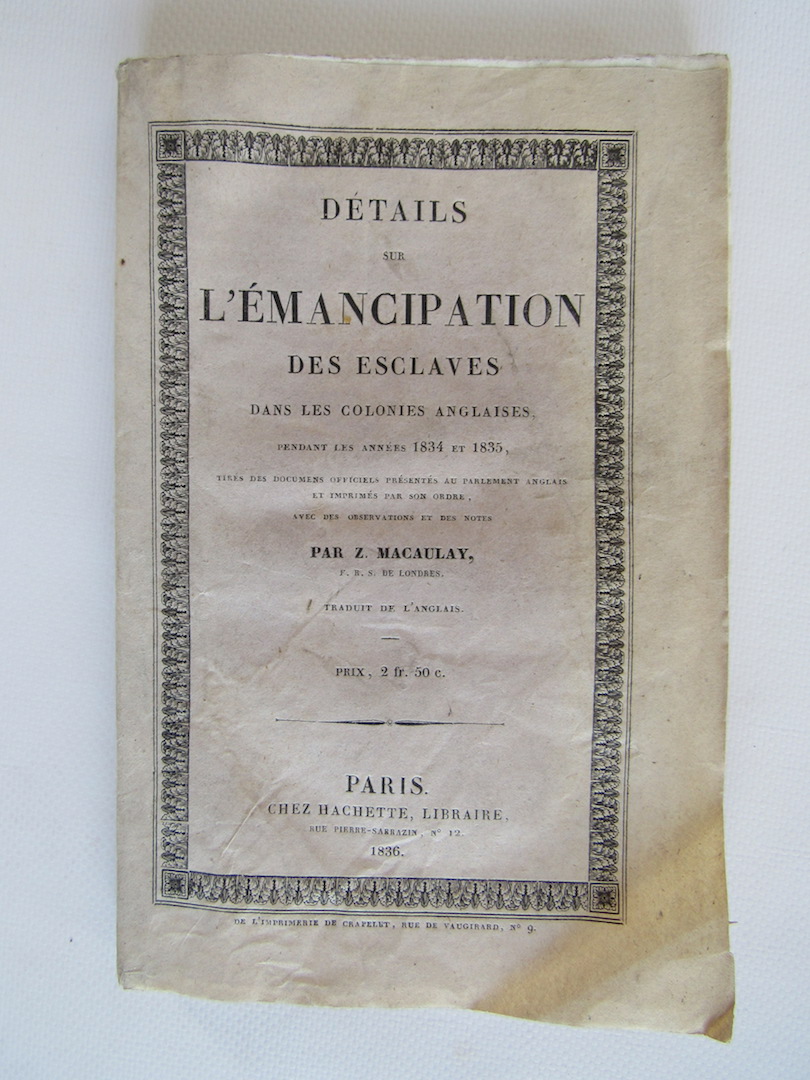 DÉTAILS
SUR
L'ÉMANCIPATION
DES ESCLAVES
DANS LES COLONIES ANGLAISES,
PENDANT LES ANNÉES 1834 ET 1835,
TIRÉS DES DOCUMENS OFFICIELS PRÉSENTÉS AU PARLEMENT ANGLAIS
ET IMPRIMÉS PAR SON ORDRE,
AVEC DES OBSERVATIONS ET DES NOTES
PAR Z. MACAULAY,
F. R. S. DE LONDRES.
TRADUIT DE L'ANGLAIS.
PRIX, 2 fr. 50 c.
PARIS.
CHEZ HACHETTE, LIBRAIRE,
RUE PIERRE-SARRAZIN, N° 12.
1836.
DE L'IMPRIMERIE DE CRAPELET, RUE DE VAUGIRARD, N° 9.